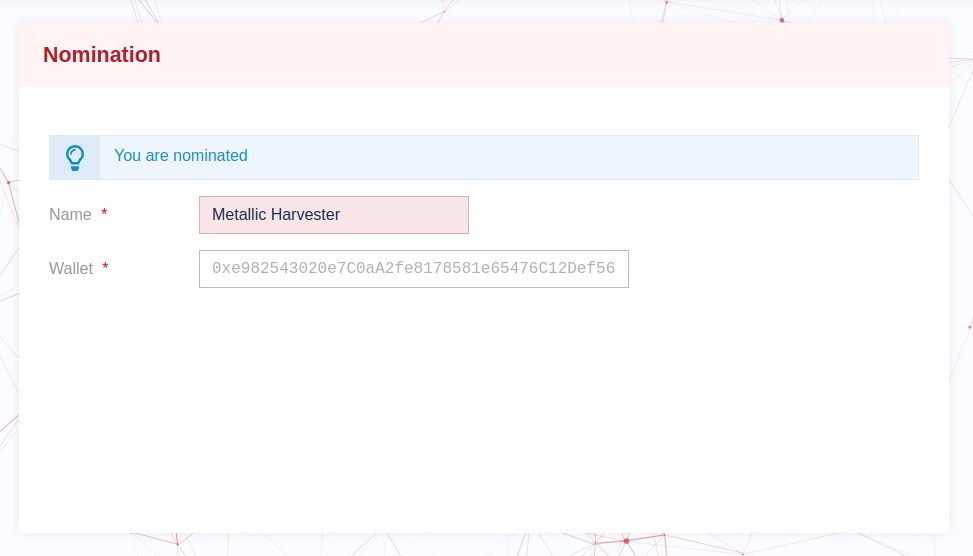 Nomination
You are nominated
Name *
Metallic Harvester
Wallet *
0xe982543020e7C0aA2fe8178581e65476C12Def56